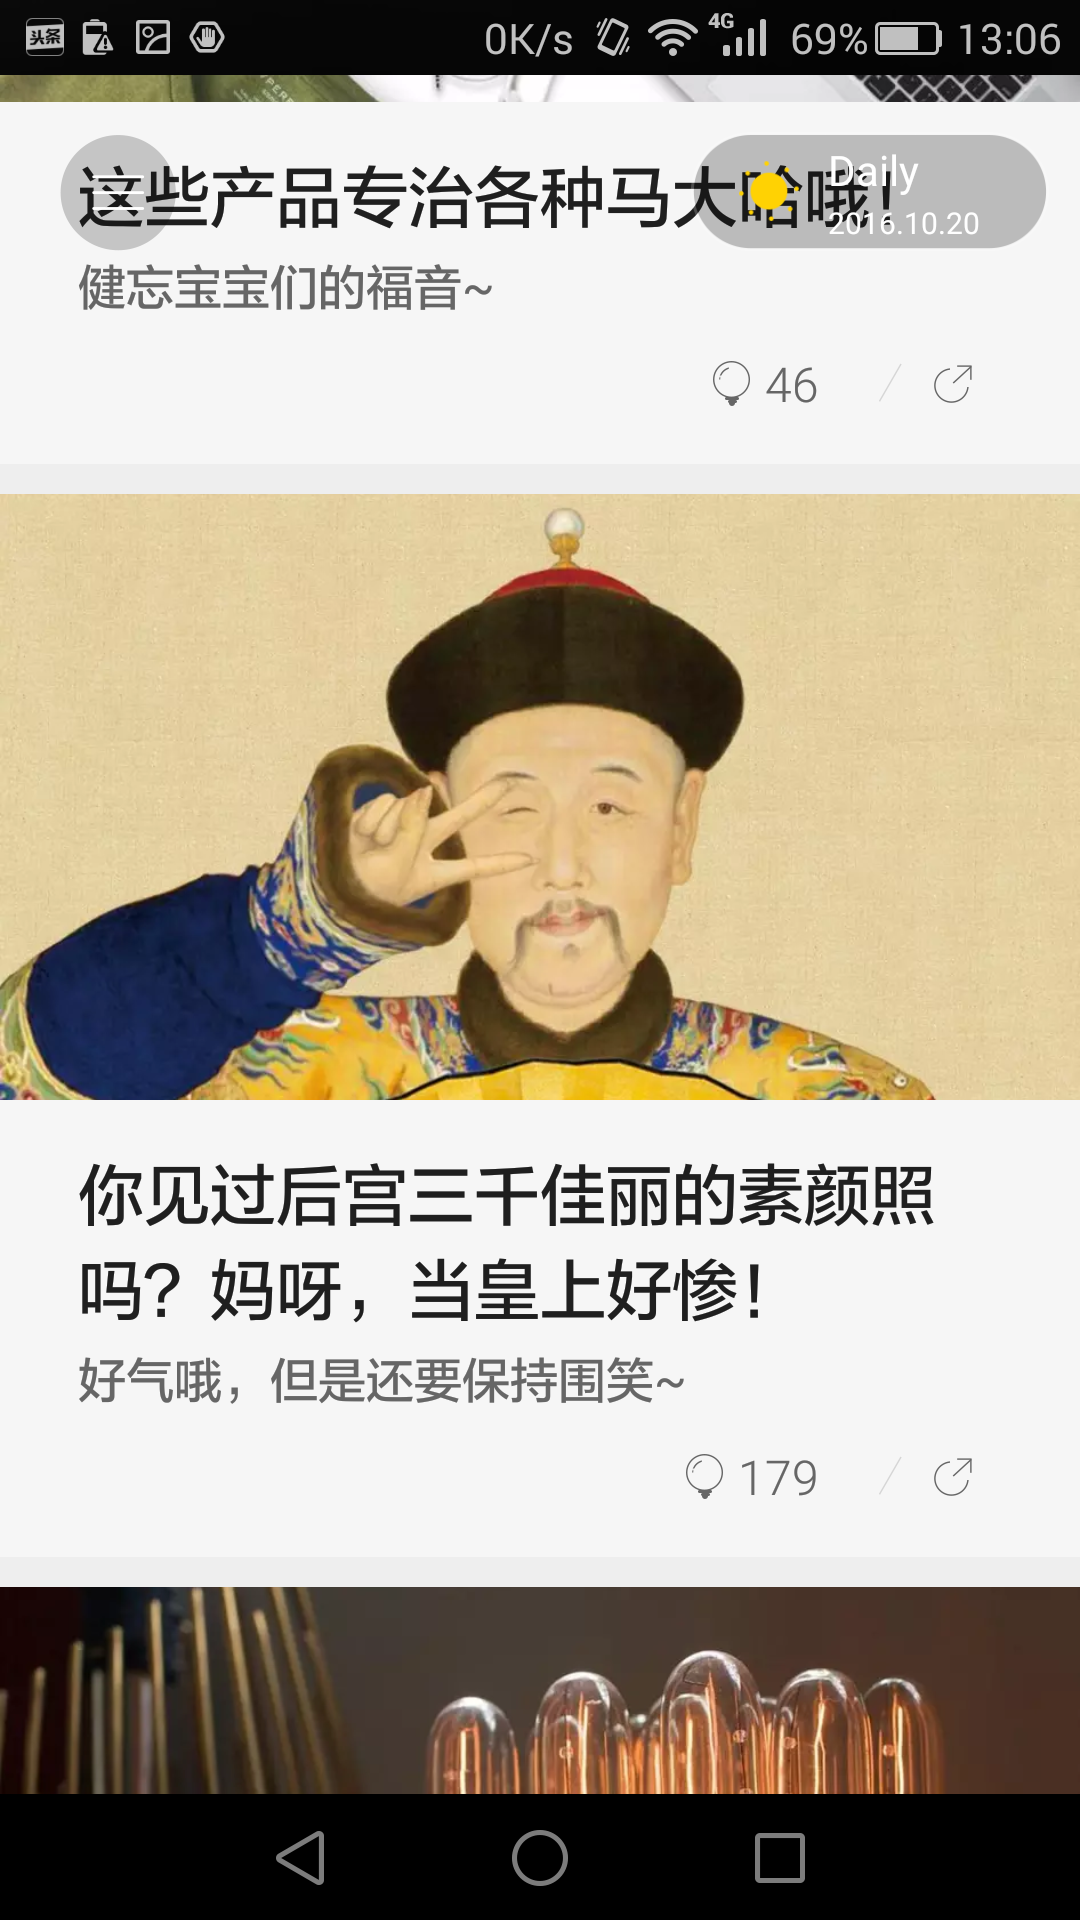 头条 0K/s 4G 69% 13:06
这些产品专治各种马大哈哦!
Daily
2016.10.20
健忘宝宝们的福音~
46
你见过后宫三千佳丽的素颜照
吗？妈呀，当皇上好惨！
好气哦，但是还要保持围笑~
179